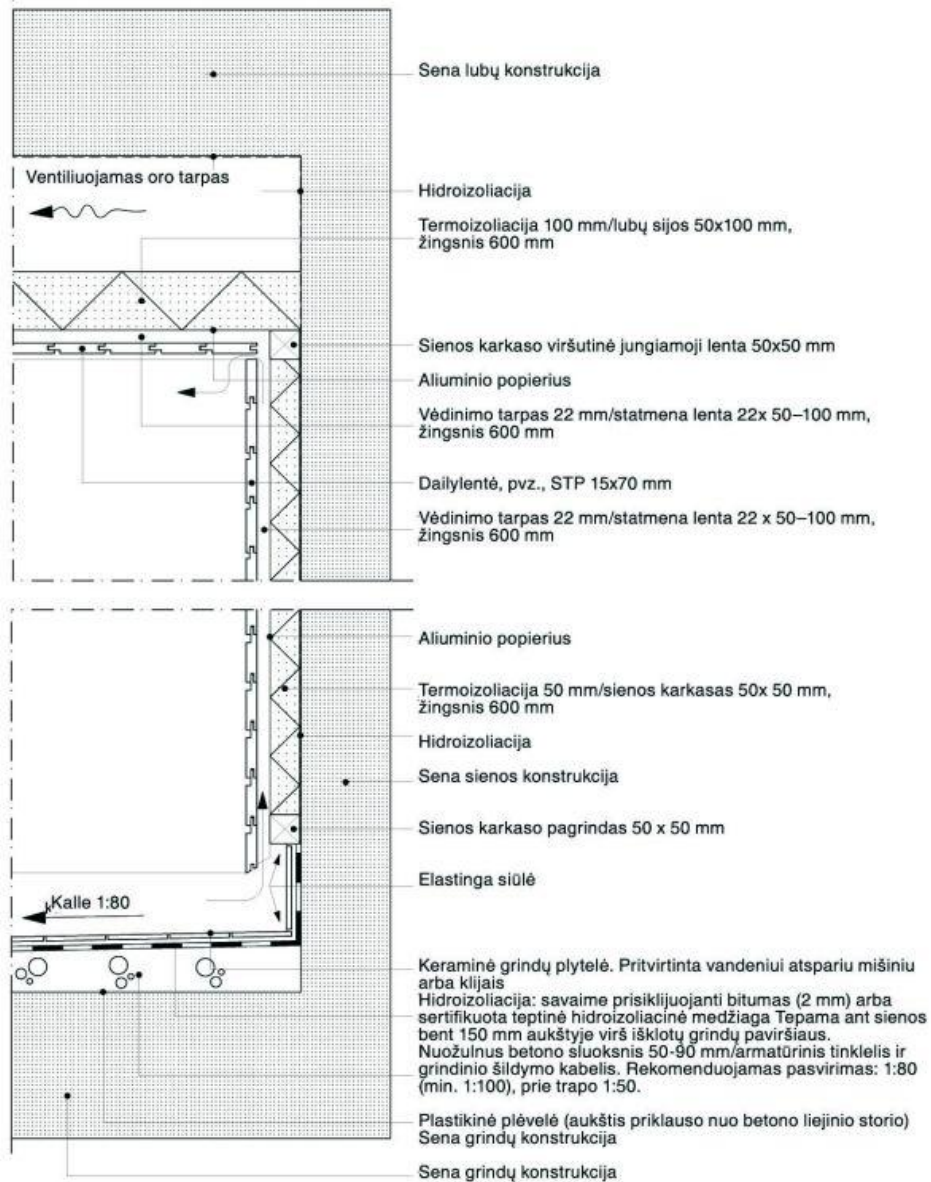 Sena lubų konstrukcija
Ventiliuojamas oro tarpas
Hidroizoliacija
Termoizoliacija 100 mm/lubų sijos 50x100 mm,
žingsnis 600 mm
Sienos karkaso viršutinė jungiamoji lenta 50x50 mm
Aliuminio popierius
Vėdinimo tarpas 22 mm/statmena lenta 22x 50–100 mm,
žingsnis 600 mm
Dailylentė, pvz., STP 15x70 mm
Vėdinimo tarpas 22 mm/statmena lenta 22 x 50–100 mm,
žingsnis 600 mm
Aliuminio popierius
Termoizoliacija 50 mm/sienos karkasas 50x 50 mm,
žingsnis 600 mm
Hidroizoliacija
Sena sienos konstrukcija
Sienos karkaso pagrindas 50 x 50 mm
Elastinga siūlė
Kalle 1:80
Keraminė grindų plytelė. Pritvirtinta vandeniui atspariu mišiniu
arba klijais
Hidroizoliacija: savaime prisiklijuojanti bitumas (2 mm) arba
sertifikuota teptinė hidroizoliacinė medžiaga Tepama ant sienos
bent 150 mm aukštyje virš išklotų grindų paviršiaus.
Nuožulnus betono sluoksnis 50-90 mm/armatūrinis tinklelis ir
grindinio šildymo kabelis. Rekomenduojamas pasvirimas: 1:80
(min. 1:100), prie trapo 1:50.
Plastikinė plėvelė (aukštis priklauso nuo betono liejinio storio)
Sena grindų konstrukcija
Sena grindų konstrukcija